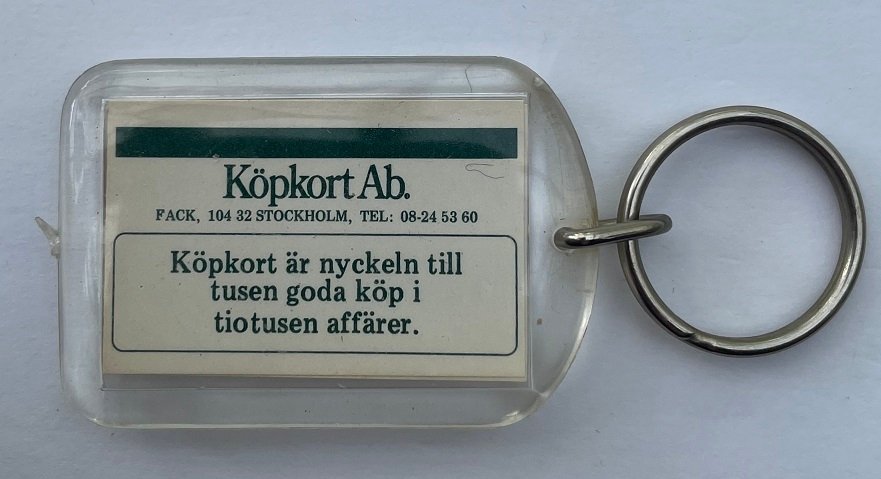 Köpkort Ab.
FACK, 104 32 STOCKHOLM, TEL: 08-24 53 60
Köpkort är nyckeln till
tusen goda köp i
tiotusen affärer.